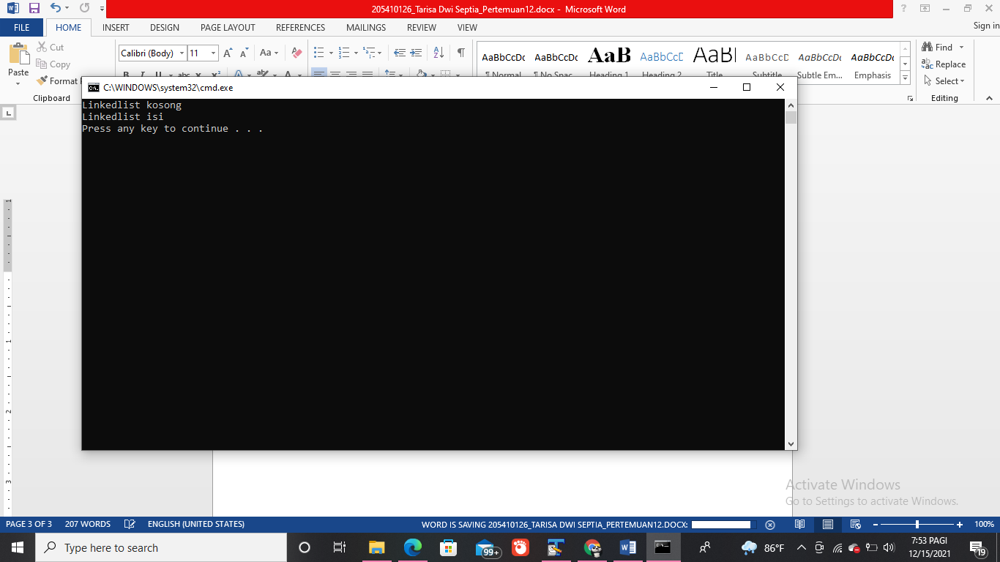 205410126_Tarisa Dwi Septia_Pertemuan12.docx - Microsoft Word
FILE HOME INSERT DESIGN PAGE LAYOUT REFERENCES MAILINGS REVIEW VIEW Sign in
Paste
Cut
Copy
Format
Clipboard
Calibri (Body) 11
AaBbCcDc AaBbCcDc AaB AaBbCcD AaB AaBbCcD AaBbCcDc AaBbCcDc
¶ Normal ¶ No Spac... Heading 1 Heading 2 Title Subtitle Subtle Em... Emphasis
Find
Replace
Select
Editing
C:\WINDOWS\system32\cmd.exe
Linkedlist kosong
Linkedlist isi
Press any key to continue . . .
1
1
2
3
Activate Windows
Go to Settings to activate Windows.
PAGE 3 OF 3 207 WORDS ENGLISH (UNITED STATES) WORD IS SAVING 205410126_TARISA DWI SEPTIA_PERTEMUAN12.DOCX: 100%
Type here to search
99+
86°F
7:53 PAGI
12/15/2021
19